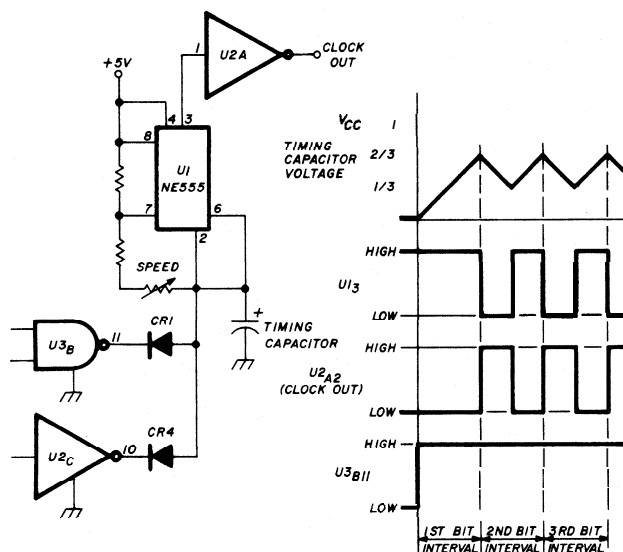 +5V
1
U2A
CLOCK
OUT
4 3
8
U1
NE555
7
6
2
SPEED
+
TIMING
CAPACITOR
U3B
11
CR1
U2C
10
CR4
VCC 1
TIMING
CAPACITOR
VOLTAGE
2/3
1/3
HIGH
U13
LOW
HIGH
U2A2
(CLOCK OUT)
LOW
HIGH
U3B11
LOW
1ST BIT
INTERVAL
2ND BIT
INTERVAL
3RD BIT
INTERVAL